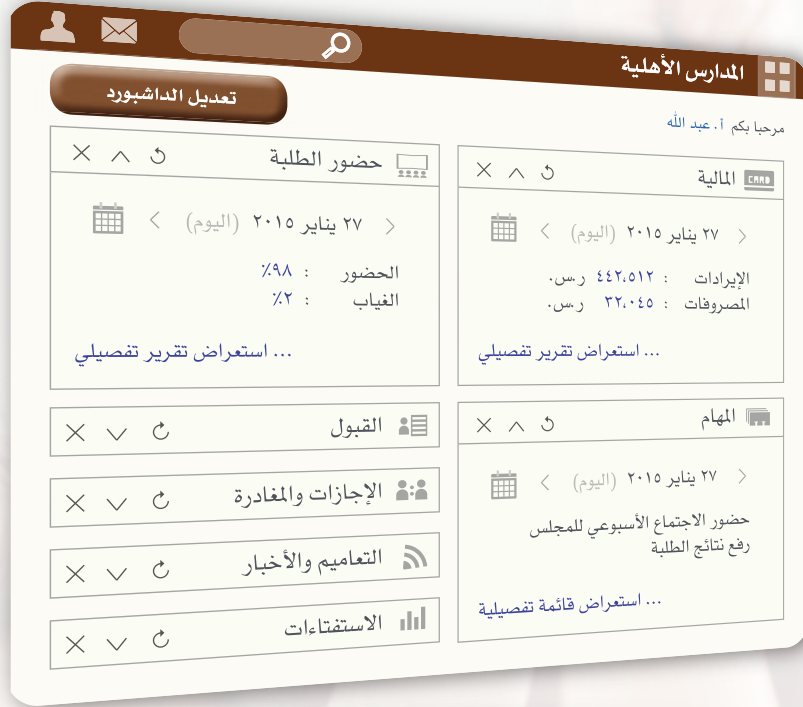 المدارس الأهلية
مرحبا بكم أ. عبد الله
تعديل الداشبورد
CARD المالية
٢٧ يناير ٢٠١٥ (اليوم)
الإيرادات : ٤٤٢،٥١٢ ر.س.
المصروفات : ٣٢،٠٤٥ ر.س.
... استعراض تقرير تفصيلي
المهام
٢٧ يناير ٢٠١٥ (اليوم)
حضور الاجتماع الأسبوعي للمجلس
رفع نتائج الطلبة
... استعراض قائمة تفصيلية
حضور الطلبة
٢٧ يناير ٢٠١٥ (اليوم)
الحضور : ٩٨٪
الغياب : ٢٪
... استعراض تقرير تفصيلي
القبول
الإجازات والمغادرة
التعاميم والأخبار
الاستفتاءات